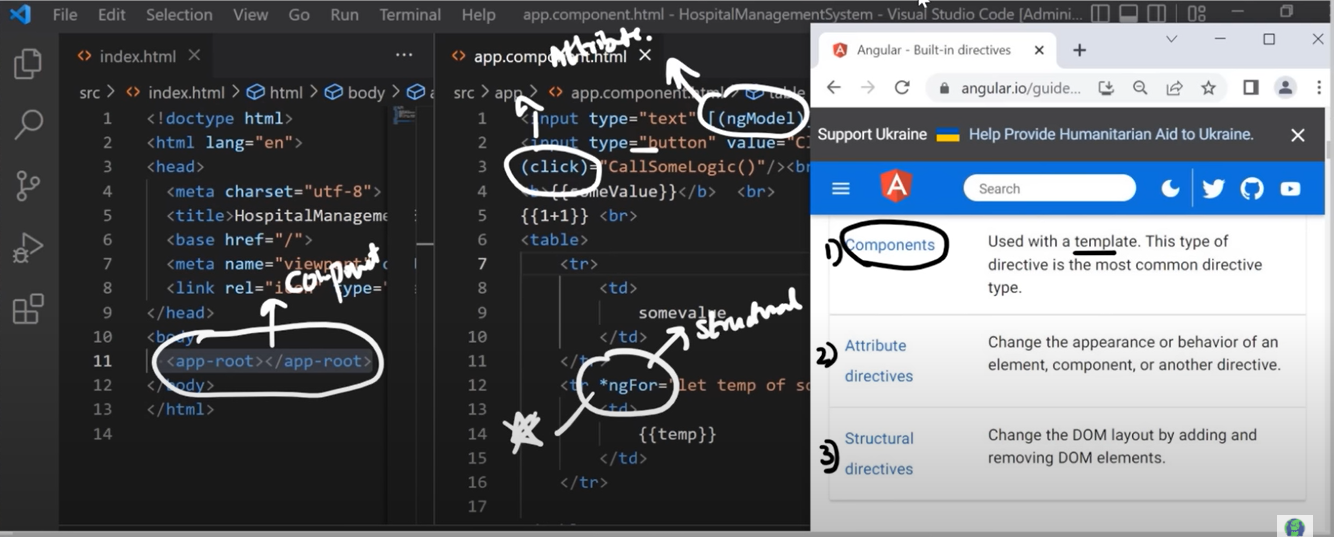 File Edit Selection View Go Run Terminal Help app.component.html - HospitalManagementSystem - Visual Studio Code [Admini...
index.html
src > index.html > html > body >
1 <!doctype html>
2 <html lang="en">
3 <head>
4 <meta charset="utf-8">
5 <title>HospitalManageme
6 <base href="/">
7 <meta name="viewport"
8 <link rel="icon" type="
9 </head>
10 <body>
11 <app-root></app-root>
12 </body>
13 </html>
14
Component
app.component.html
Attribute.
src > app > app.component.html > table
1 <input type="text" [(ngModel)
2 <input type="button" value="Cl
3 (click)="CallSomeLogic()"/><br
4 <b>{{someValue}}</b> <br>
5 {{1+1}} <br>
6 <table>
7 <tr>
8 <td>
9 somevalue
10 </td>
11 </tr>
12 <tr *ngFor="let temp of so
13 <td>
14 {{temp}}
15 </td>
16 </tr>
17
Structural
Angular - Built-in directives
angular.io/guide...
Support Ukraine Help Provide Humanitarian Aid to Ukraine.
A
Search
1) Components
Used with a template. This type of
directive is the most common directive
type.
2) Attribute
directives
Change the appearance or behavior of an
element, component, or another directive.
3) Structural
directives
Change the DOM layout by adding and
removing DOM elements.